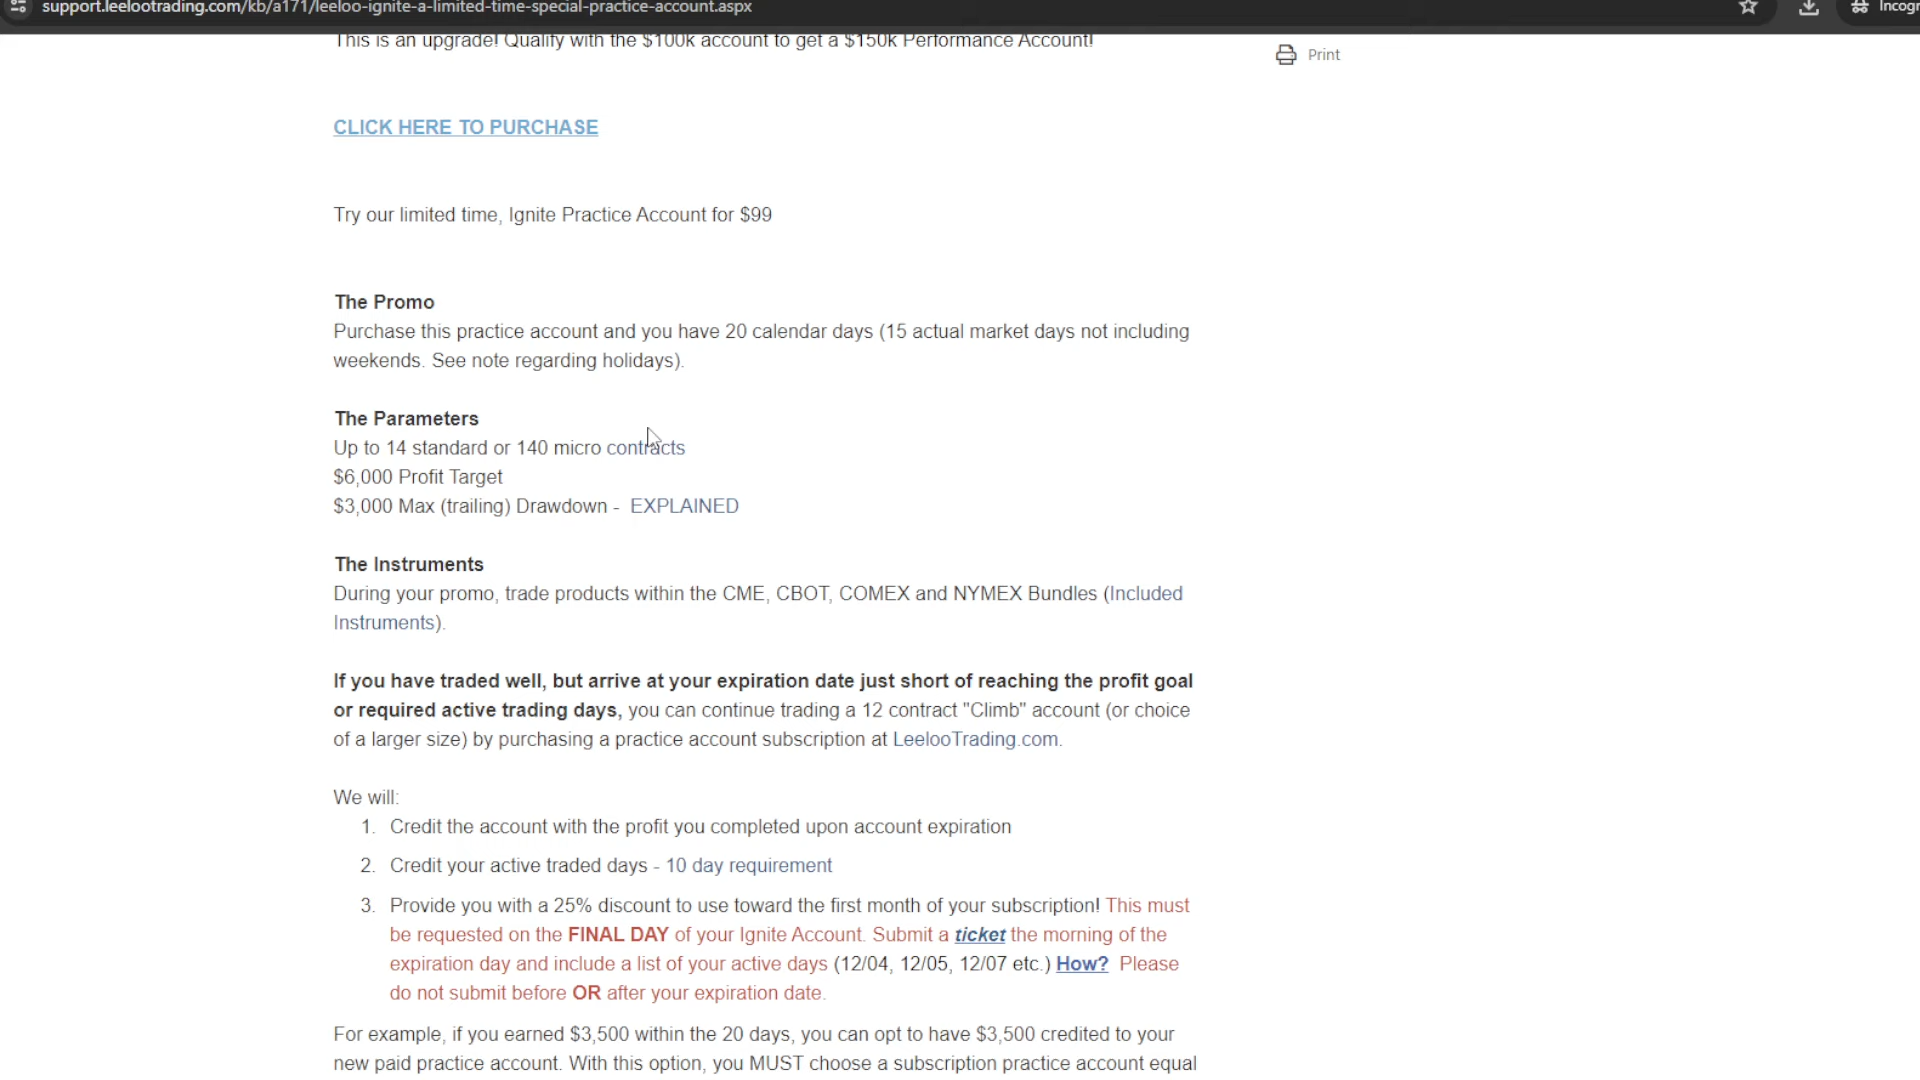 support.leelootrading.com/kb/a171/leeloo-ignite-a-limited-time-special-practice-account.aspx
This is an upgrade! Qualify with the $100k account to get a $150k Performance Account!
Print
CLICK HERE TO PURCHASE
Try our limited time, Ignite Practice Account for $99
The Promo
Purchase this practice account and you have 20 calendar days (15 actual market days not including
weekends. See note regarding holidays).
The Parameters
Up to 14 standard or 140 micro contracts
$6,000 Profit Target
$3,000 Max (trailing) Drawdown - EXPLAINED
The Instruments
During your promo, trade products within the CME, CBOT, COMEX and NYMEX Bundles (Included
Instruments).
If you have traded well, but arrive at your expiration date just short of reaching the profit goal
or required active trading days, you can continue trading a 12 contract "Climb" account (or choice
of a larger size) by purchasing a practice account subscription at LeelooTrading.com.
We will:
1. Credit the account with the profit you completed upon account expiration
2. Credit your active traded days - 10 day requirement
3. Provide you with a 25% discount to use toward the first month of your subscription! This must
be requested on the FINAL DAY of your Ignite Account. Submit a ticket the morning of the
expiration day and include a list of your active days (12/04, 12/05, 12/07 etc.) How? Please
do not submit before OR after your expiration date.
For example, if you earned $3,500 within the 20 days, you can opt to have $3,500 credited to your
new paid practice account. With this option, you MUST choose a subscription practice account equal